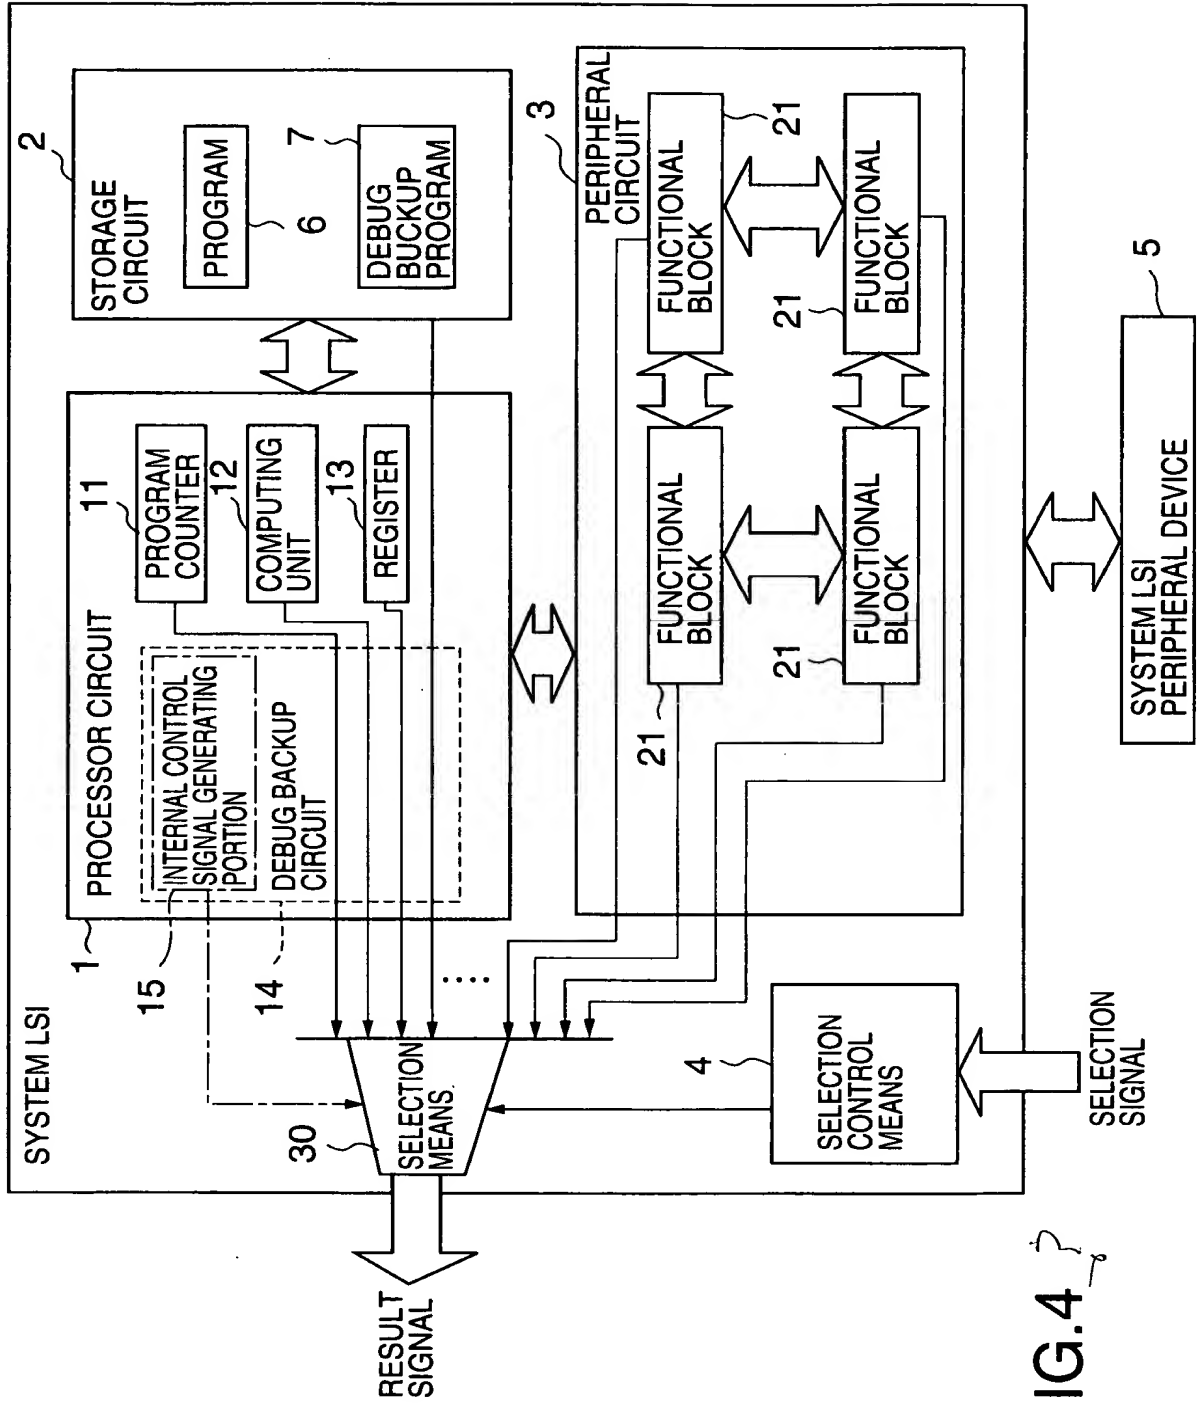 SYSTEM LSI
1
PROCESSOR CIRCUIT
15
INTERNAL CONTROL
SIGNAL GENERATING
PORTION
14
DEBUG BACKUP
CIRCUIT
11
PROGRAM
COUNTER
12
COMPUTING
UNIT
13
REGISTER
2
STORAGE
CIRCUIT
PROGRAM
6
7
DEBUG
BUCKUP
PROGRAM
30
SELECTION
MEANS
RESULT
SIGNAL
3
PERIPHERAL
CIRCUIT
FUNCTIONAL
BLOCK
21
FUNCTIONAL
BLOCK
21
FUNCTIONAL
BLOCK
21
FUNCTIONAL
BLOCK
21
4
SELECTION
CONTROL
MEANS
SELECTION
SIGNAL
5
SYSTEM LSI
PERIPHERAL DEVICE
IG.4